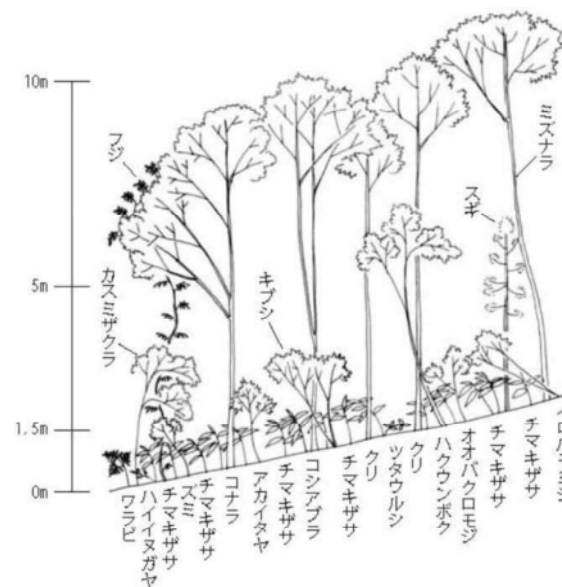 10m
5m
1.5m
0m
フジ
カスミザクラ
キブシ
スギ
ミズナラ
ワラビ
ハイイヌガヤ
チマキザサ
ズミ
チマキザサ
コナラ
アカイタヤ
チマキザサ
コシアブラ
チマキザサ
クリ
ツタウルシ
クリ
ハクウンボク
オオバクロモジ
チマキザサ
チマキザサ